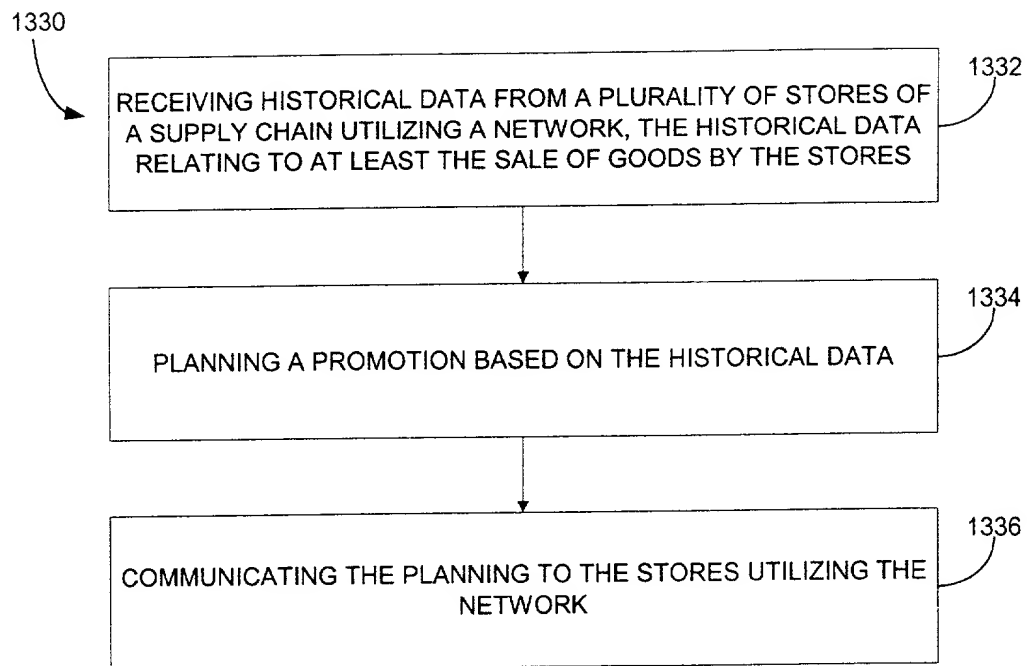 1330
1332
RECEIVING HISTORICAL DATA FROM A PLURALITY OF STORES OF
A SUPPLY CHAIN UTILIZING A NETWORK, THE HISTORICAL DATA
RELATING TO AT LEAST THE SALE OF GOODS BY THE STORES
1334
PLANNING A PROMOTION BASED ON THE HISTORICAL DATA
1336
COMMUNICATING THE PLANNING TO THE STORES UTILIZING THE
NETWORK